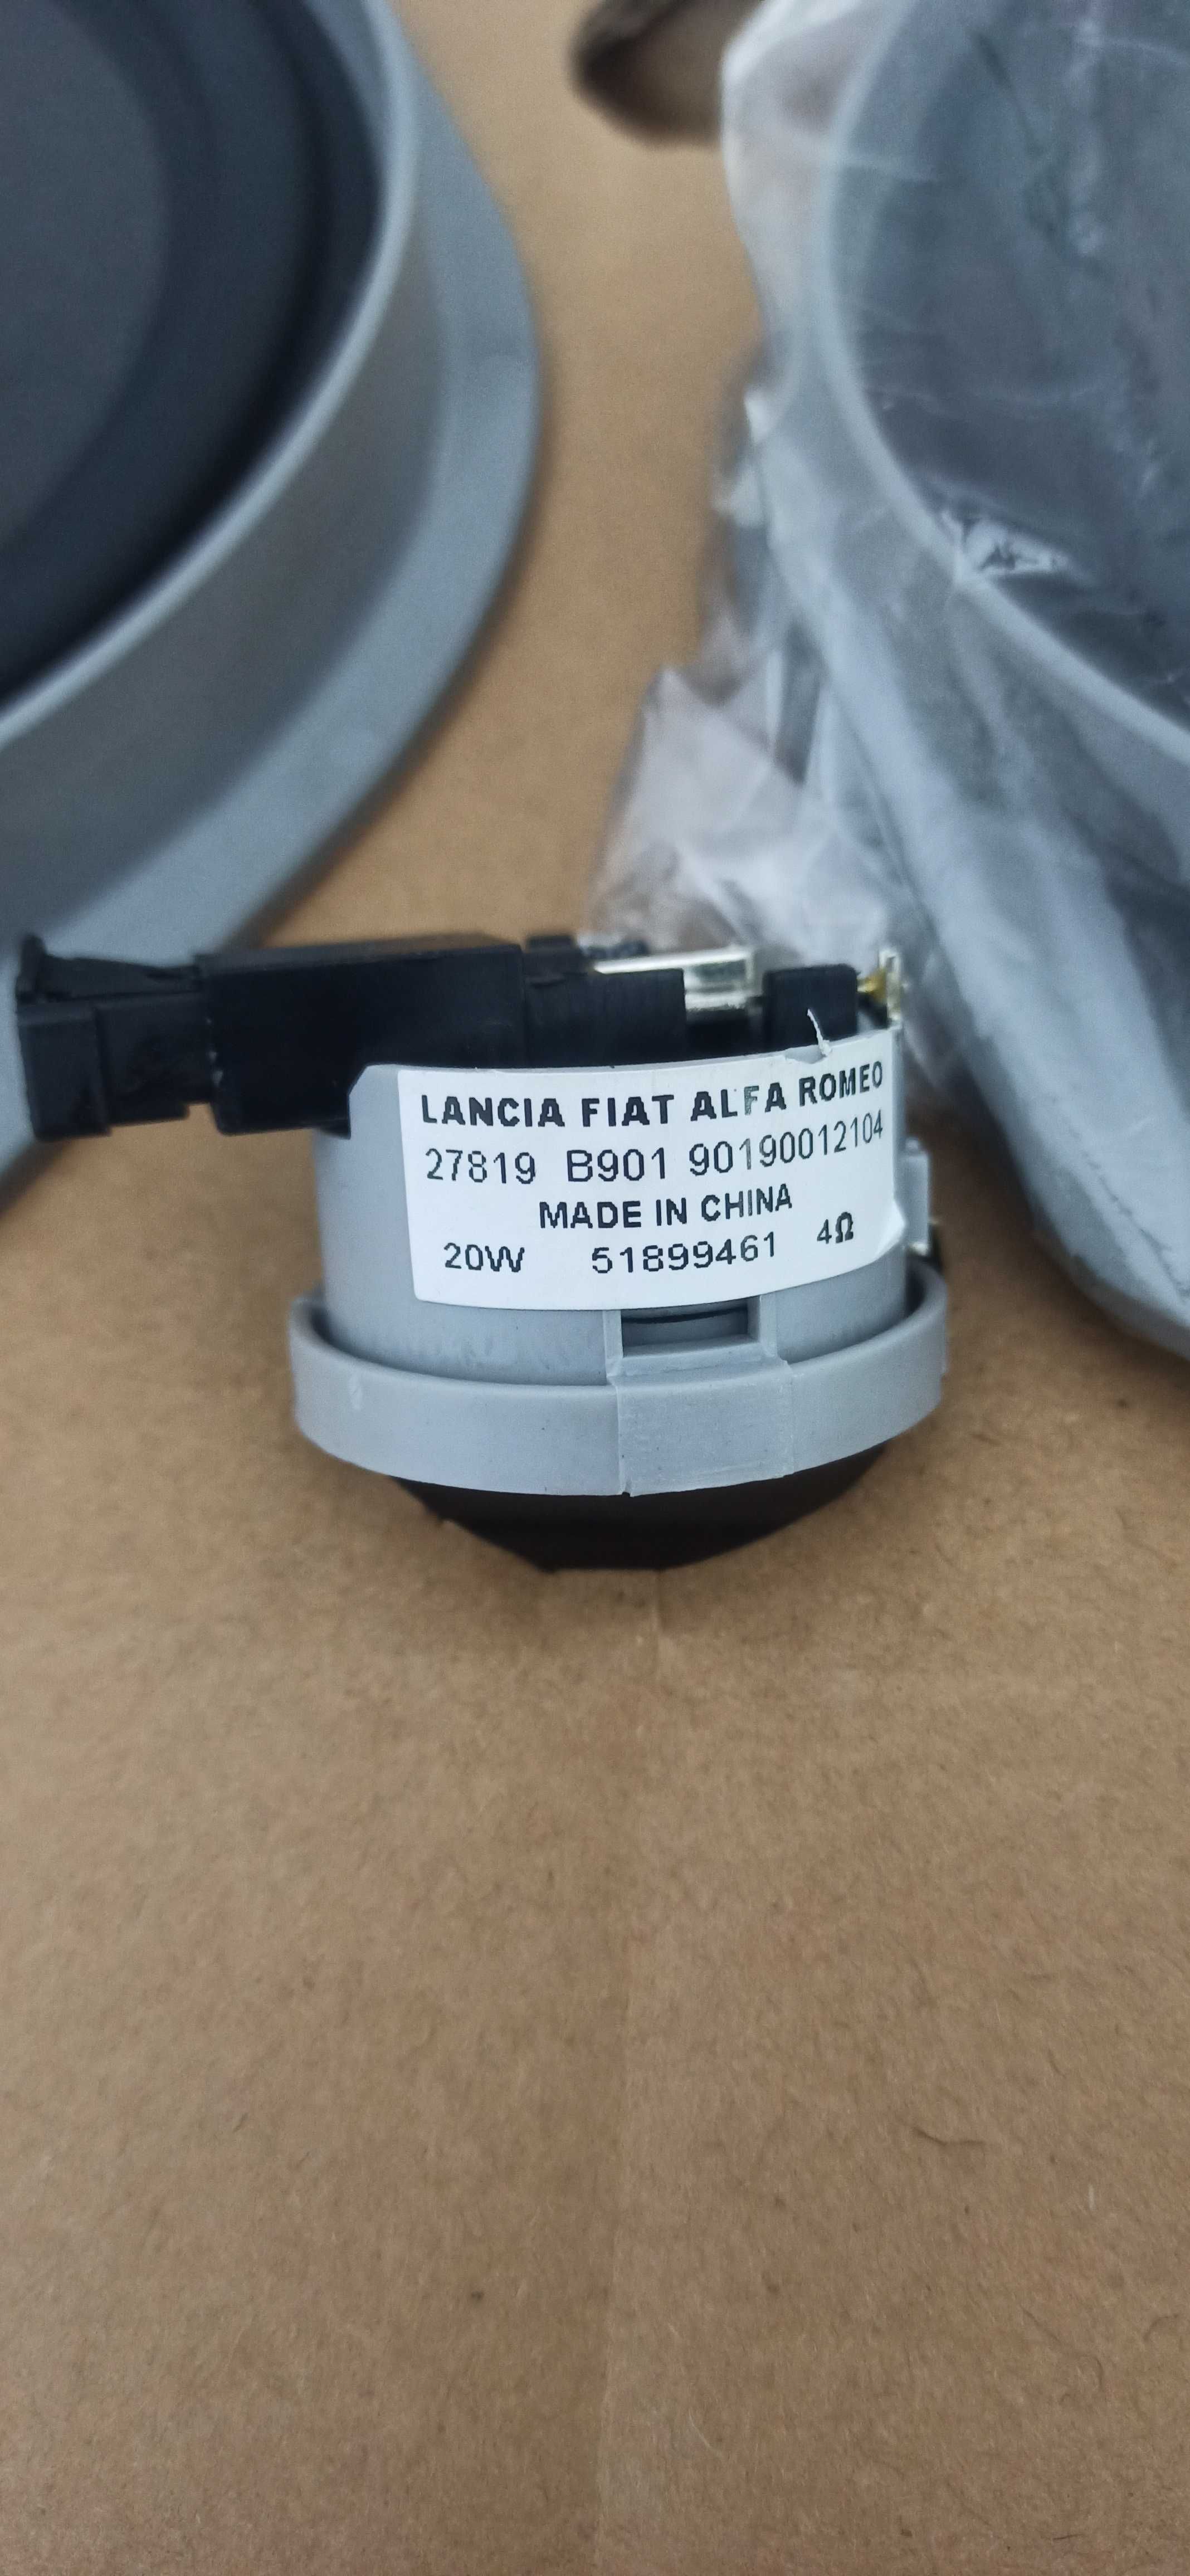 LANCIA FIAT ALFA ROMEO
27819 B901 90190012104
MADE IN CHINA
20W 51899461 4Ω